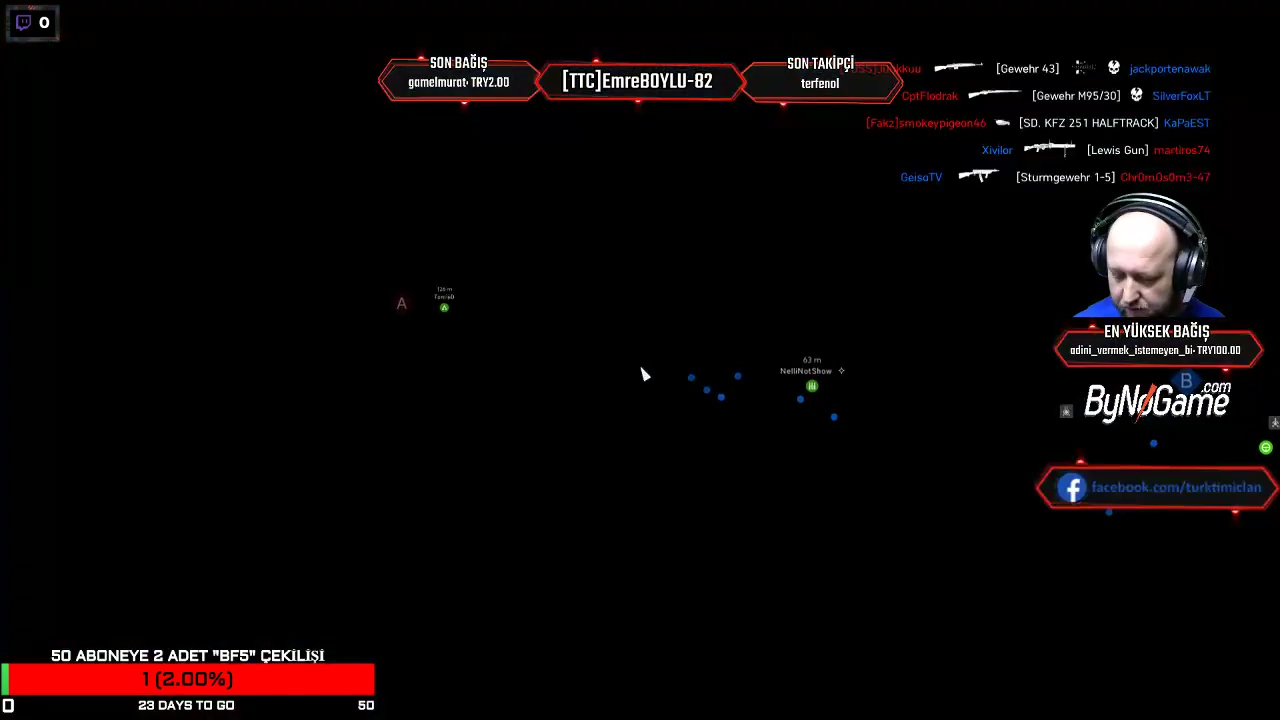 0
SON BAĞIŞ
gamelmurat- TRY2.00
[TTC]EmreBOYLU-82
SON TAKİPÇİ
terfenol
[Gewehr 43] jackportenawak
CptFlodrak [Gewehr M95/30] SilverFoxLT
[Fakz]smokeypigeon46 [SD. KFZ 251 HALFTRACK] KaPaEST
Xivilor [Lewis Gun] martiros74
GeisoTV [Sturmgewehr 1-5] Chr0m0s0m3-47
A
126 m
A
63 m
NelliNotShow
EN YÜKSEK BAĞIŞ
adini_vermek_istemeyen_bi- TRY100.00
B
ByNoGame.com
facebook.com/turktimiclan
50 ABONEYE 2 ADET "BF5" ÇEKİLİŞİ
1 (2.00%)
0 23 DAYS TO GO 50